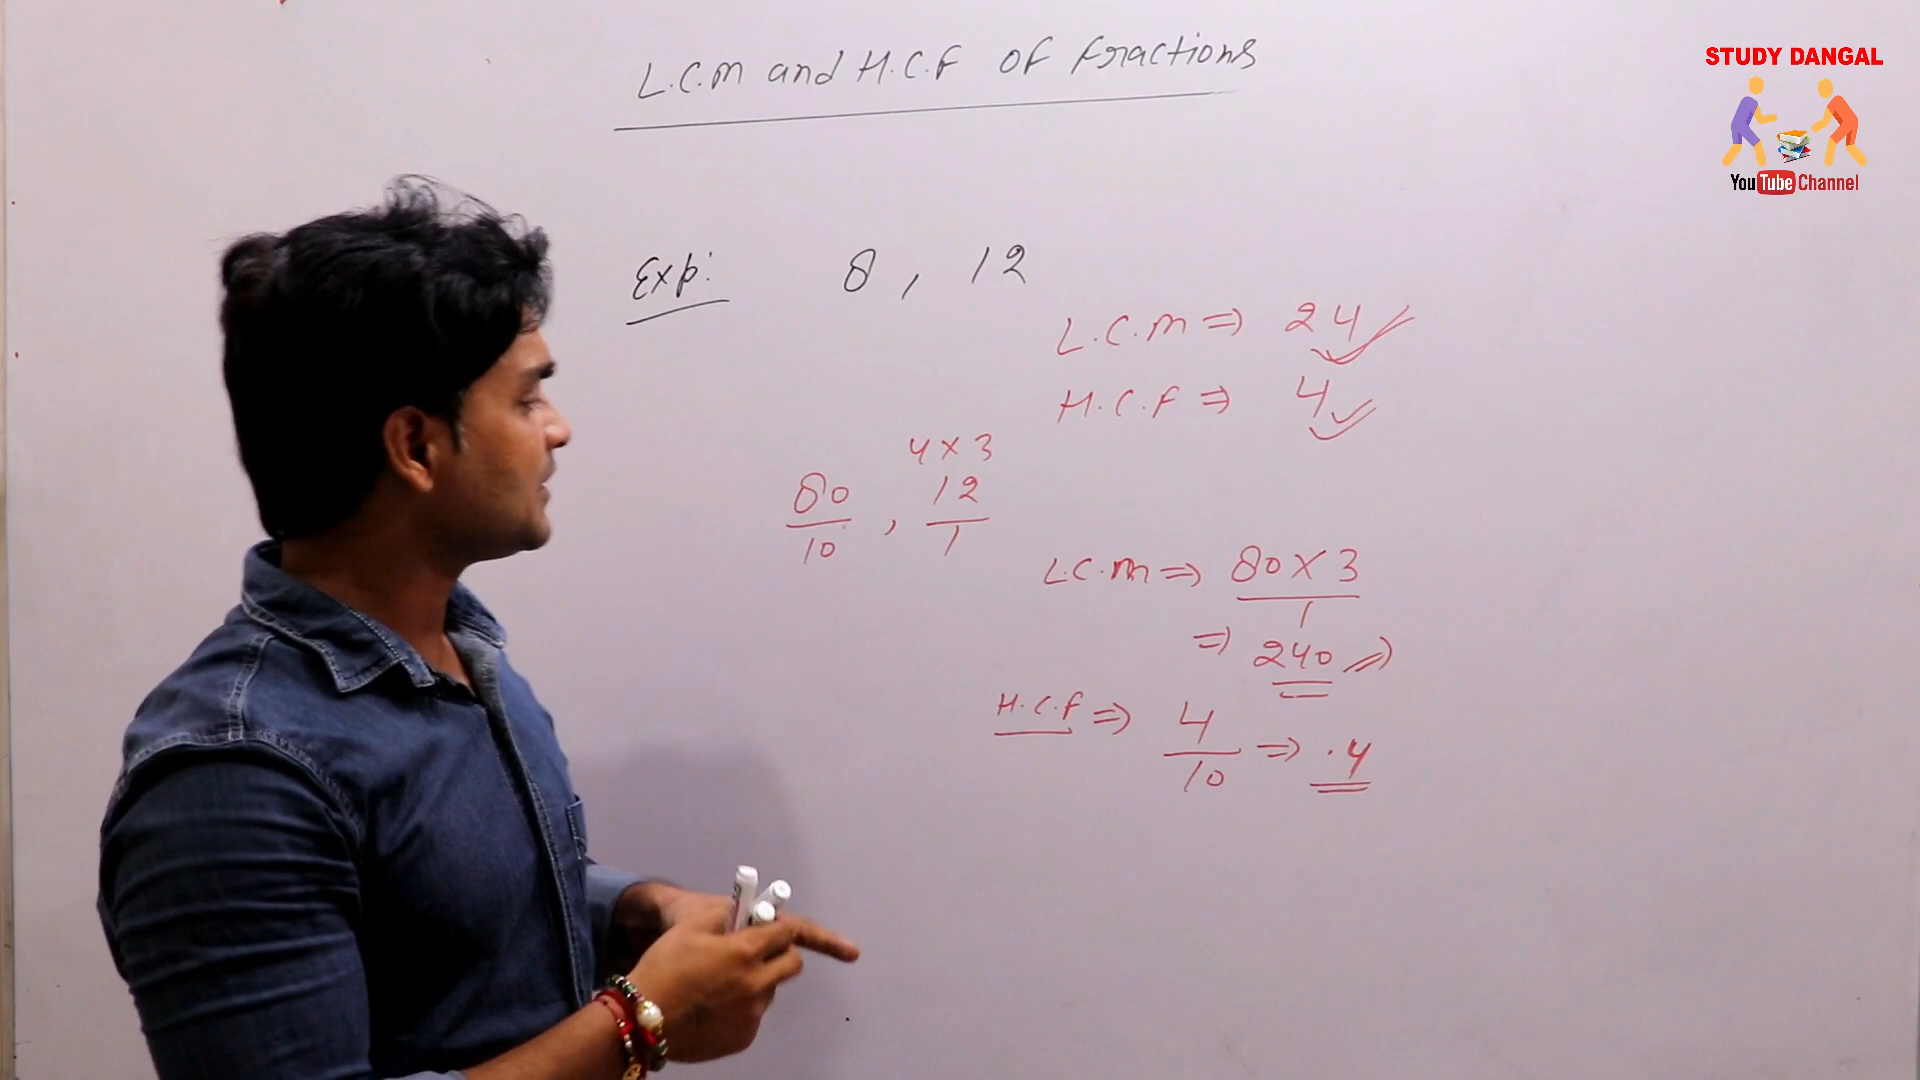 L.C.M and H.C.F of fractions
STUDY DANGAL
YouTube Channel
Exp: 8 , 12
L.C.M ⇒ 24
H.C.F ⇒ 4
4 × 3
80/10 , 12/1
L.C.M ⇒ 80 × 3/1
⇒ 240
H.C.F ⇒ 4/10 ⇒ .4